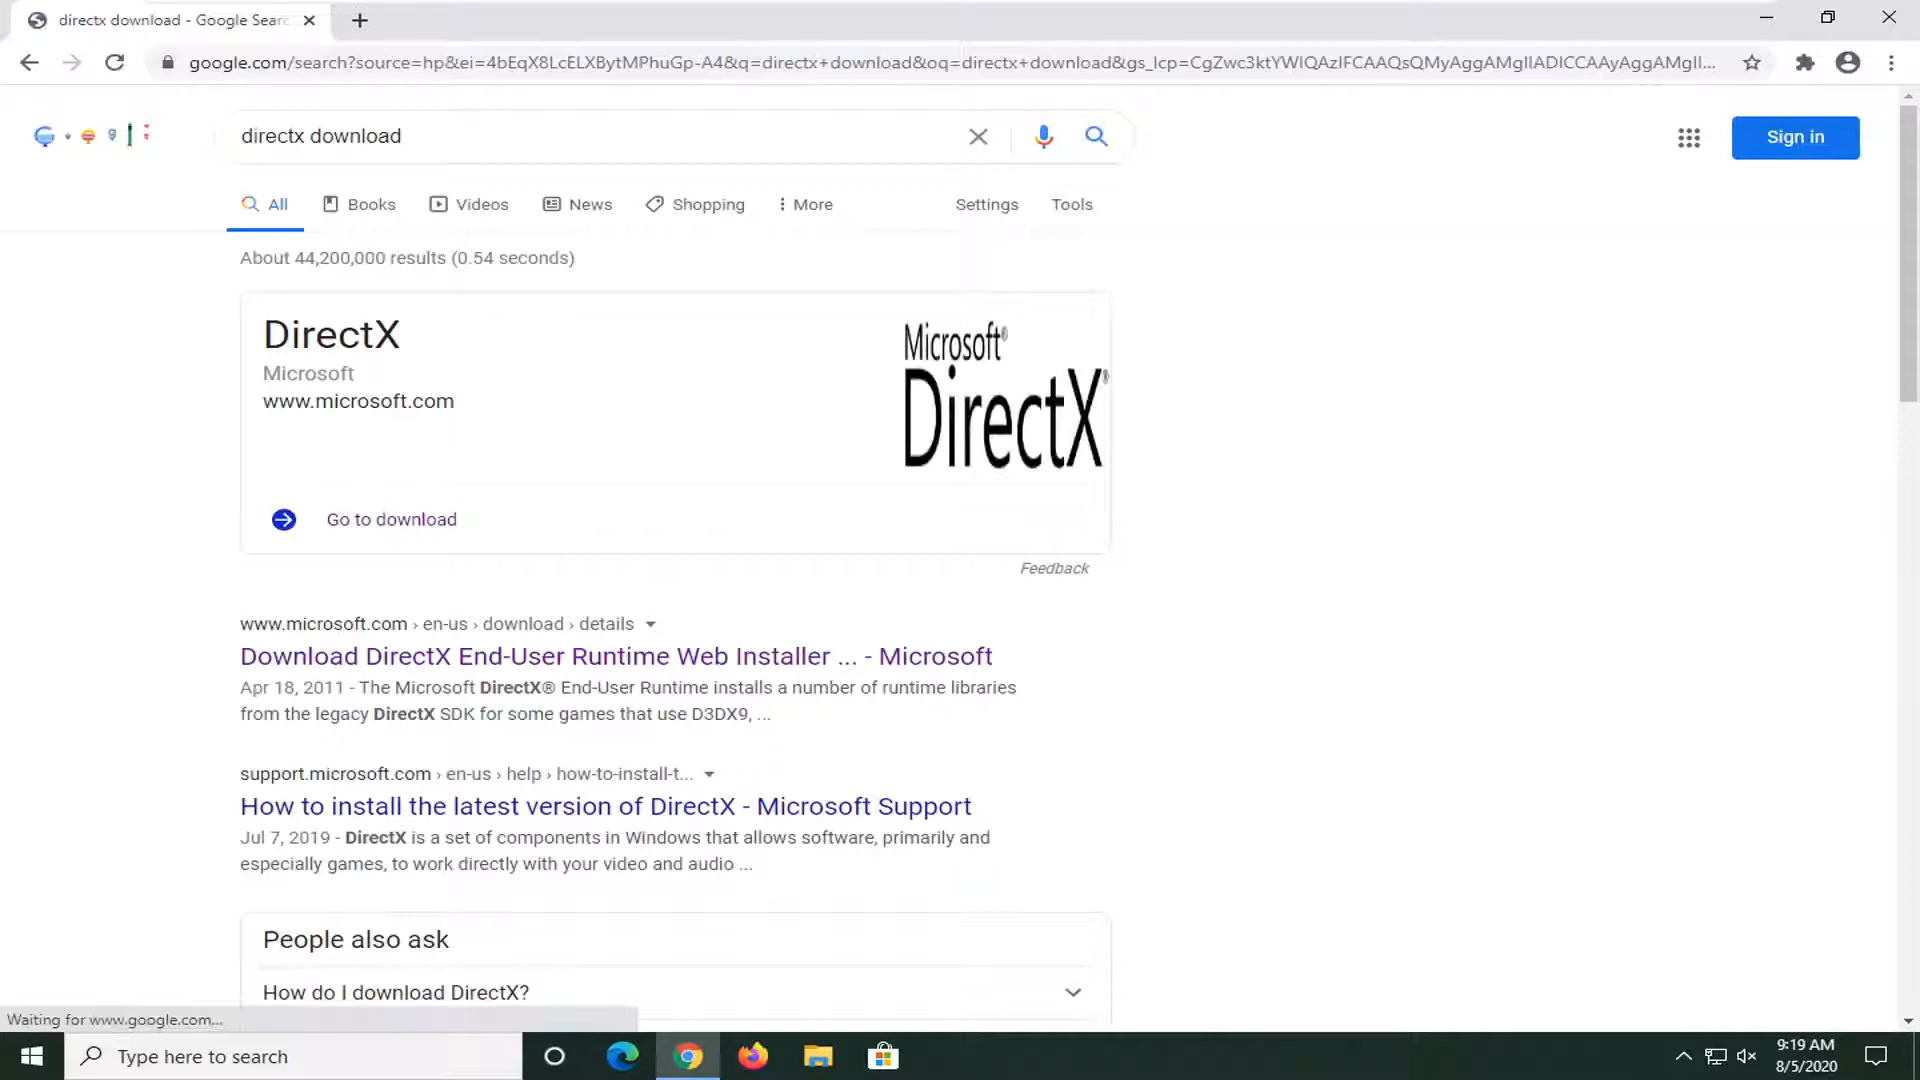 directx download - Google Searc
google.com/search?source=hp&ei=4bEqX8LcELXBytMPhuGp-A4&q=directx+download&oq=directx+download&gs_lcp=CgZwc3ktYWIQAzIFCAAQsQMyAggAMgIIADICCAAyAggAMgII...
directx download
Sign in
All Books Videos News Shopping More Settings Tools
About 44,200,000 results (0.54 seconds)
DirectX
Microsoft
www.microsoft.com
Microsoft®
DirectX®
Go to download
Feedback
www.microsoft.com › en-us › download › details
Download DirectX End-User Runtime Web Installer ... - Microsoft
Apr 18, 2011 - The Microsoft DirectX® End-User Runtime installs a number of runtime libraries
from the legacy DirectX SDK for some games that use D3DX9, ...
support.microsoft.com › en-us › help › how-to-install-t...
How to install the latest version of DirectX - Microsoft Support
Jul 7, 2019 - DirectX is a set of components in Windows that allows software, primarily and
especially games, to work directly with your video and audio ...
People also ask
How do I download DirectX?
Waiting for www.google.com...
Type here to search
9:19 AM
8/5/2020